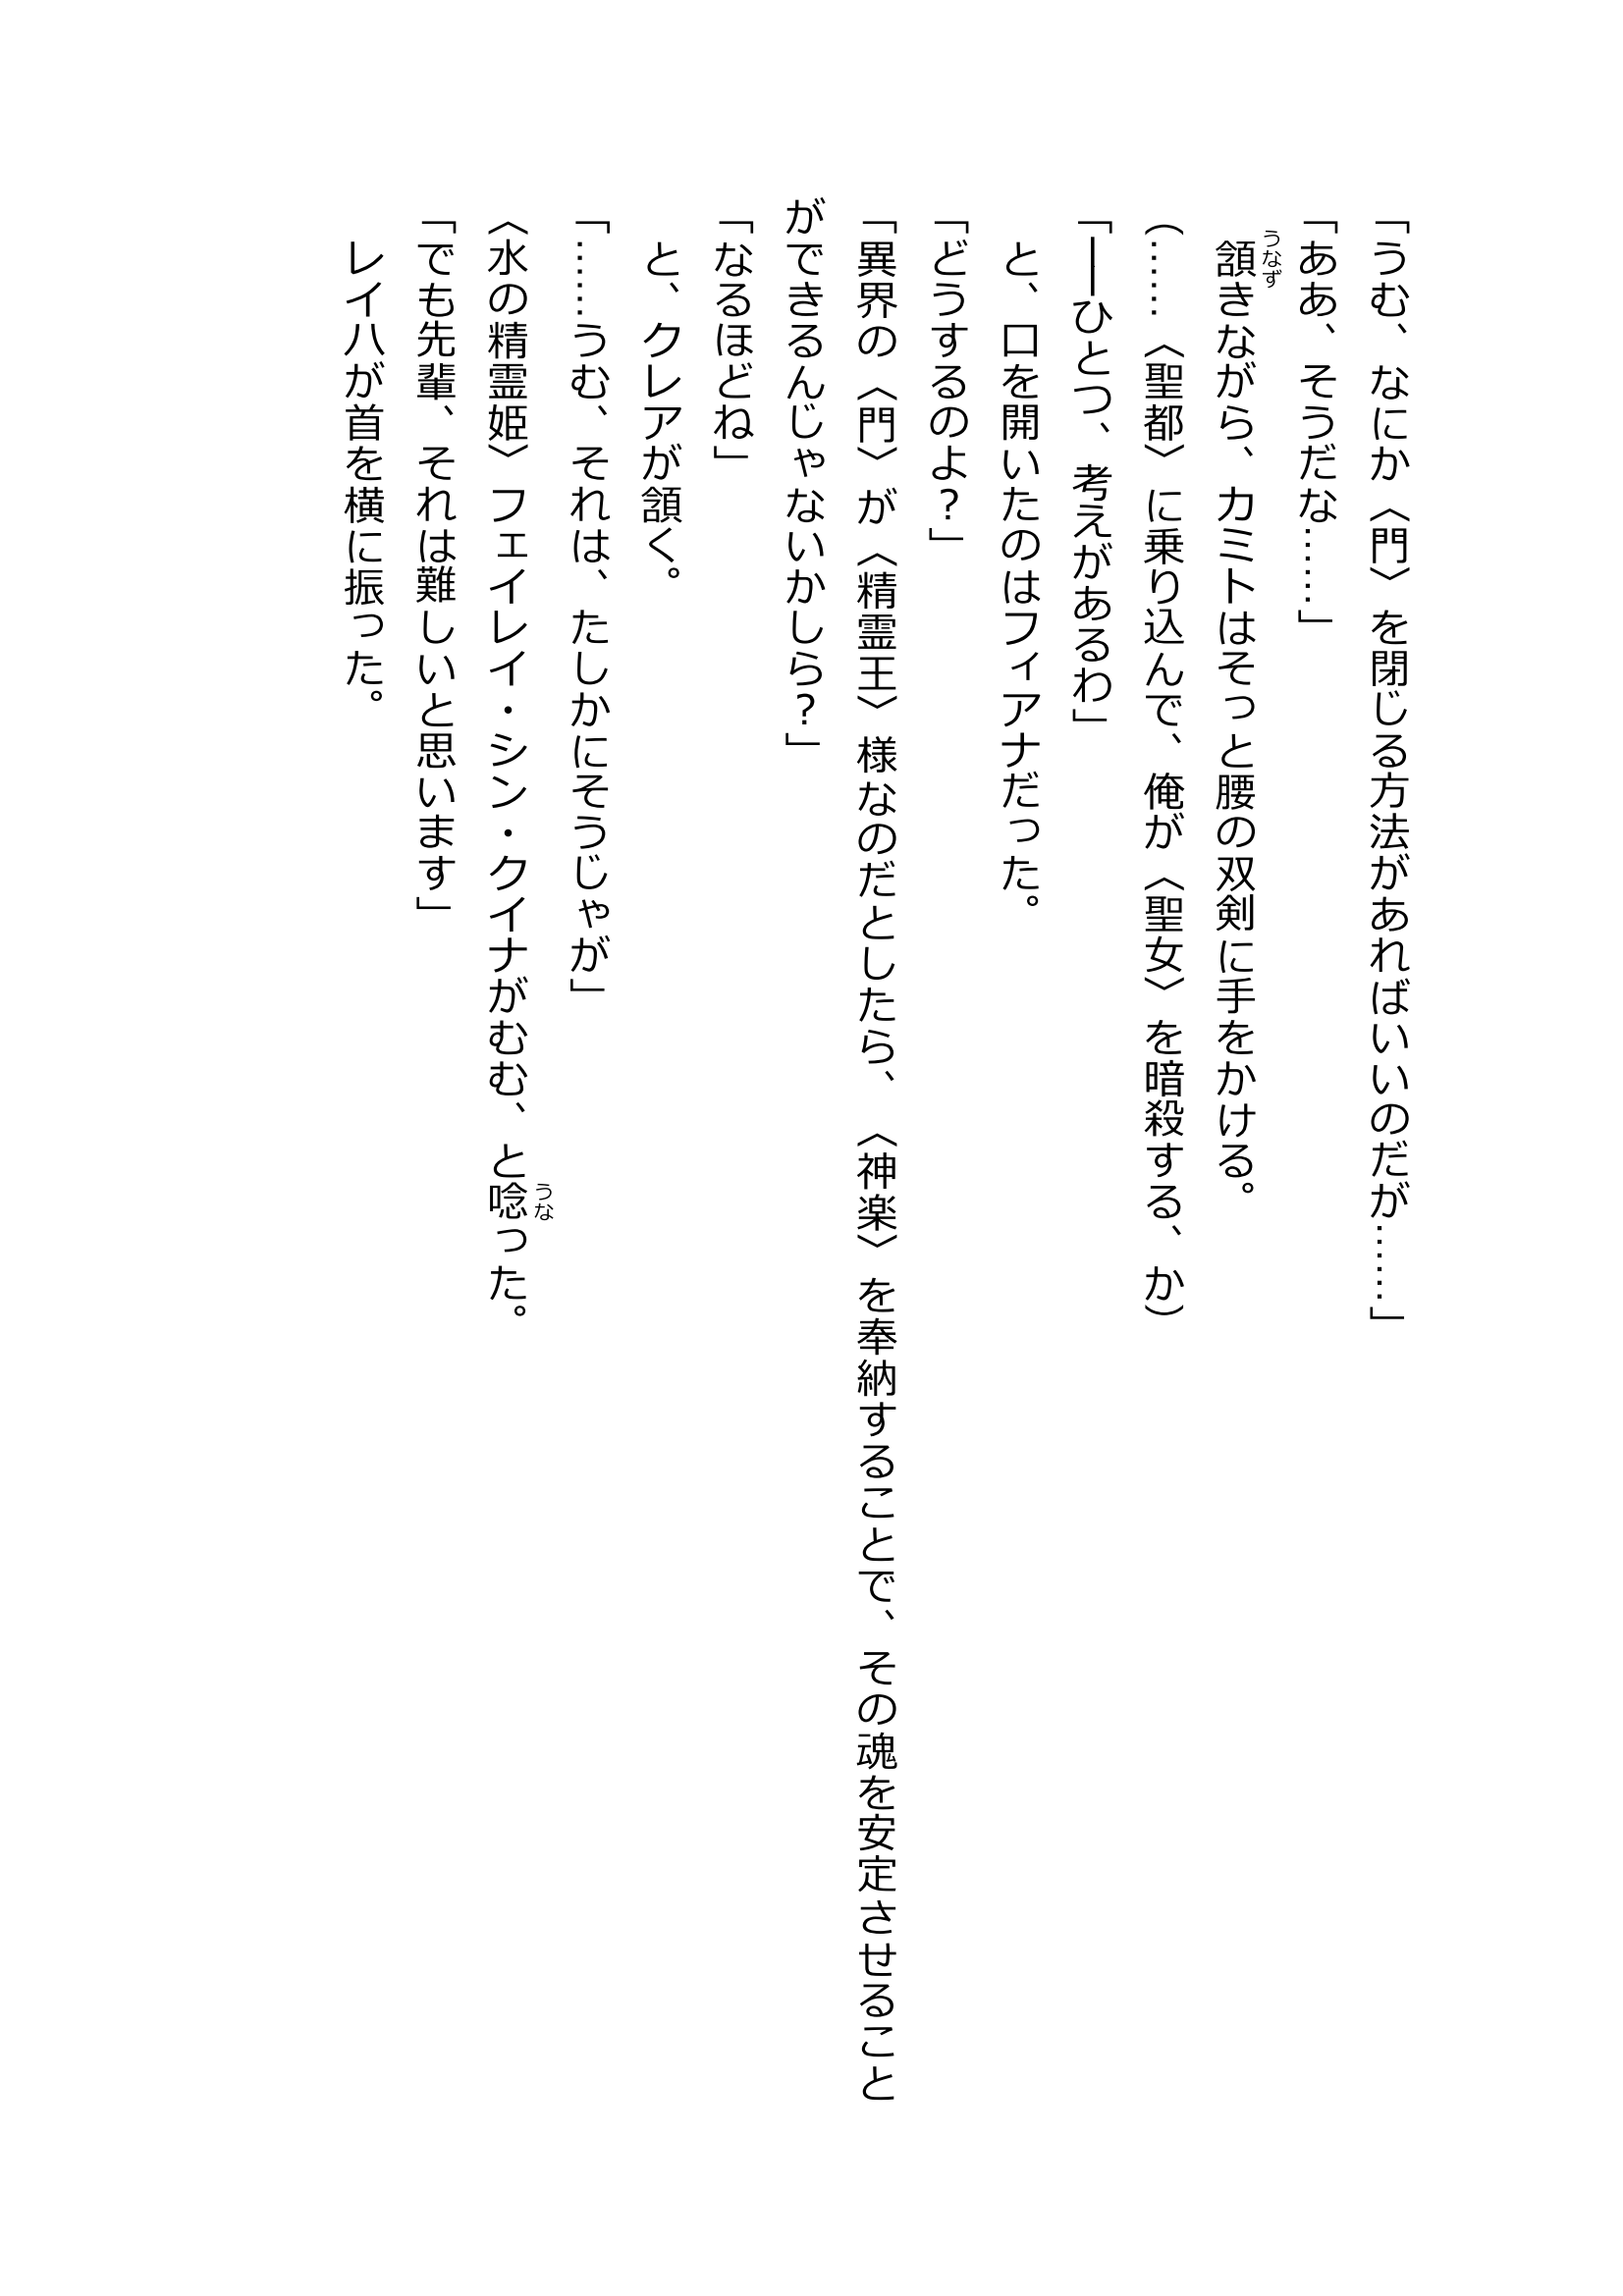 「うむ、なにか〈門〉を閉じる方法があればいいのだが……」
「ああ、そうだな……」
　頷きながら、カミトはそっと腰の双剣に手をかける。
（……〈聖都〉に乗り込んで、俺が〈聖女〉を暗殺する、か）
「――ひとつ、考えがあるわ」
　と、口を開いたのはフィアナだった。
「どうするのよ？」
「異界の〈門〉が〈精霊王〉様なのだとしたら、〈神楽〉を奉納することで、その魂を安定させること
ができるんじゃないかしら？」
「なるほどね」
　と、クレアが頷く。
「……うむ、それは、たしかにそうじゃが」
〈水の精霊姫〉フェイレイ・シン・クイナがむむ、と唸った。
「でも先輩、それは難しいと思います」
　レイハが首を横に振った。